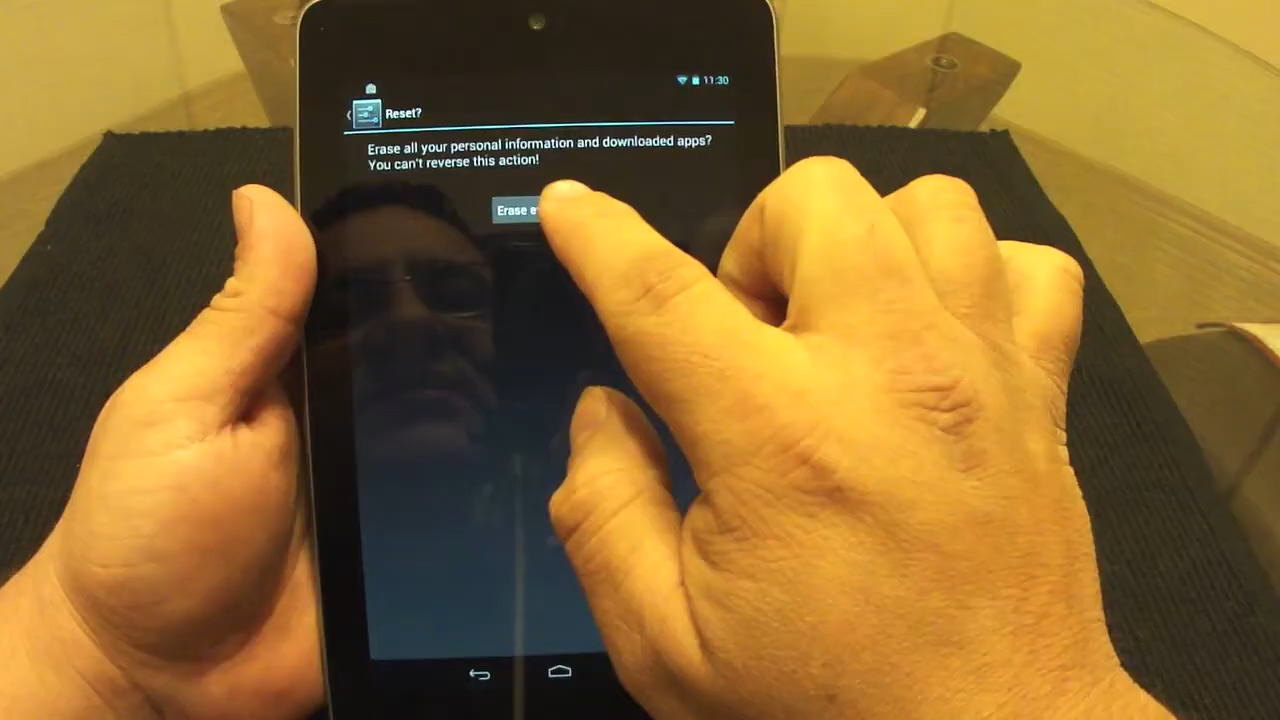 11:30
Reset?
Erase all your personal information and downloaded apps?
You can't reverse this action!
Erase